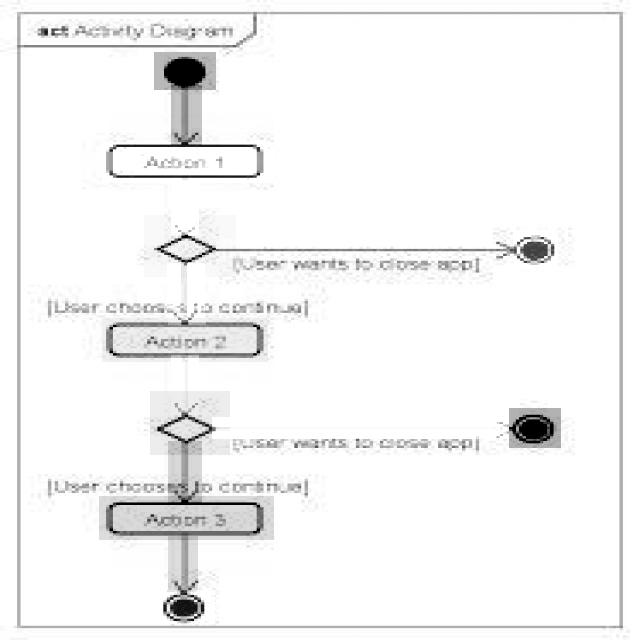 act Activity Diagram
Action 1
[User wants to close app]
[User chooses to continue]
Action 2
[User wants to close app]
[User chooses to continue]
Action 3